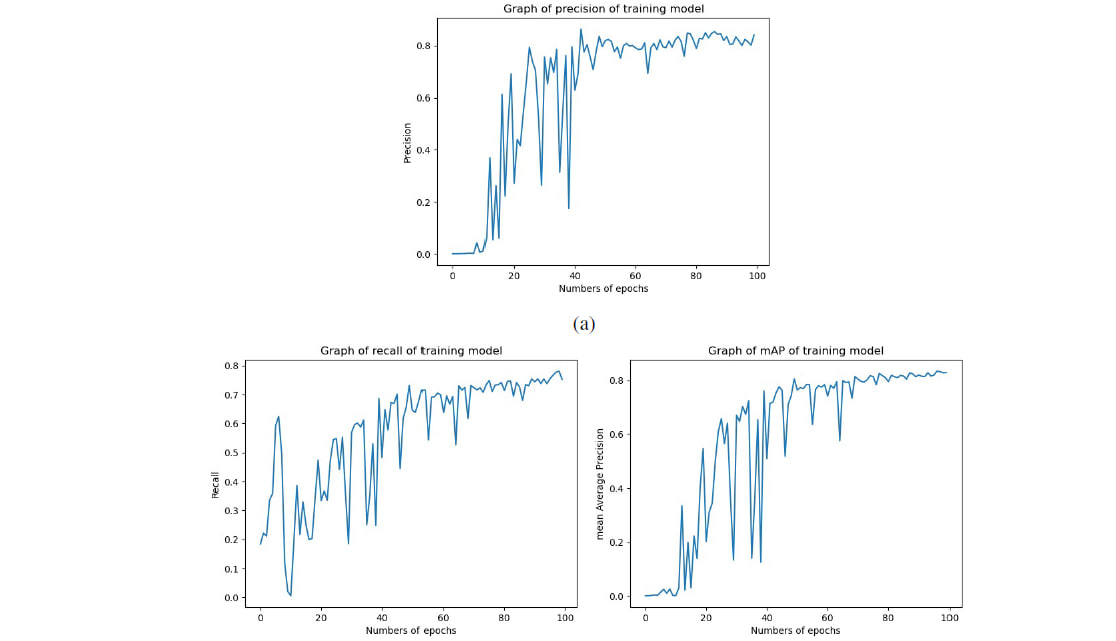 Graph of precision of training model
0.8
0.6
0.4
0.2
0.0
Precision
0 20 40 60 80 100
Numbers of epochs
(a)
Graph of recall of training model
0.8
0.7
0.6
0.5
0.4
0.3
0.2
0.1
0.0
Recall
0 20 40 60 80 100
Numbers of epochs
Graph of mAP of training model
0.8
0.6
0.4
0.2
0.0
mean Average Precision
0 20 40 60 80 100
Numbers of epochs